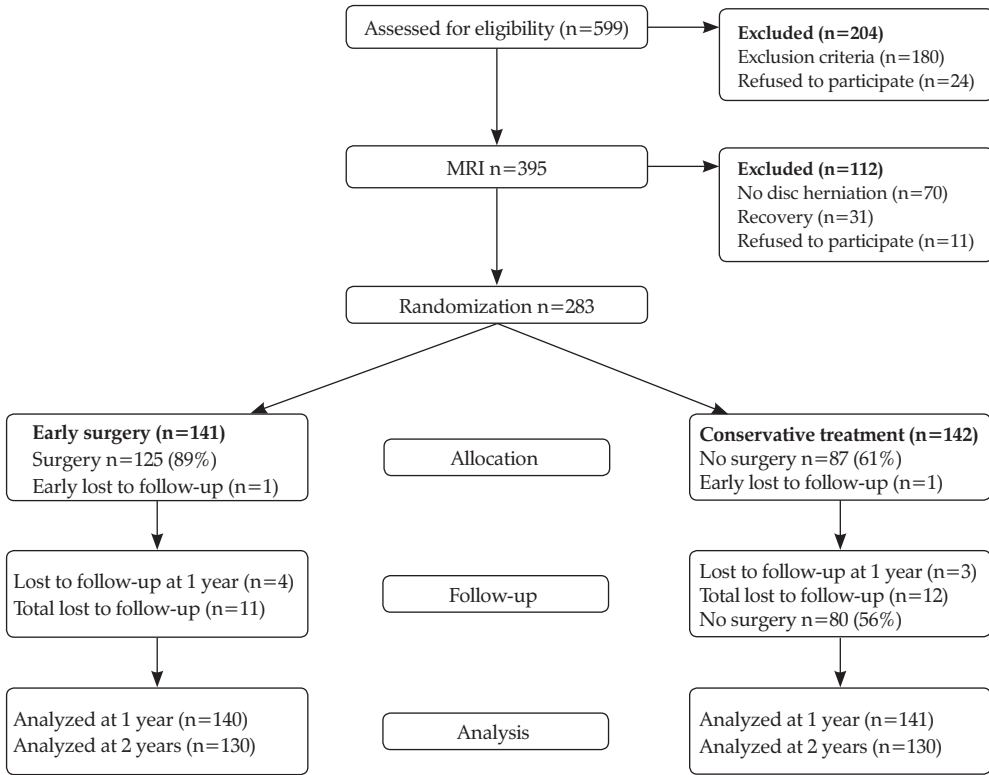 Assessed for eligibility (n=599)
Excluded (n=204)
Exclusion criteria (n=180)
Refused to participate (n=24)
MRI n=395
Excluded (n=112)
No disc herniation (n=70)
Recovery (n=31)
Refused to participate (n=11)
Randomization n=283
Early surgery (n=141)
Surgery n=125 (89%)
Early lost to follow-up (n=1)
Allocation
Conservative treatment (n=142)
No surgery n=87 (61%)
Early lost to follow-up (n=1)
Lost to follow-up at 1 year (n=4)
Total lost to follow-up (n=11)
Follow-up
Lost to follow-up at 1 year (n=3)
Total lost to follow-up (n=12)
No surgery n=80 (56%)
Analyzed at 1 year (n=140)
Analyzed at 2 years (n=130)
Analysis
Analyzed at 1 year (n=141)
Analyzed at 2 years (n=130)